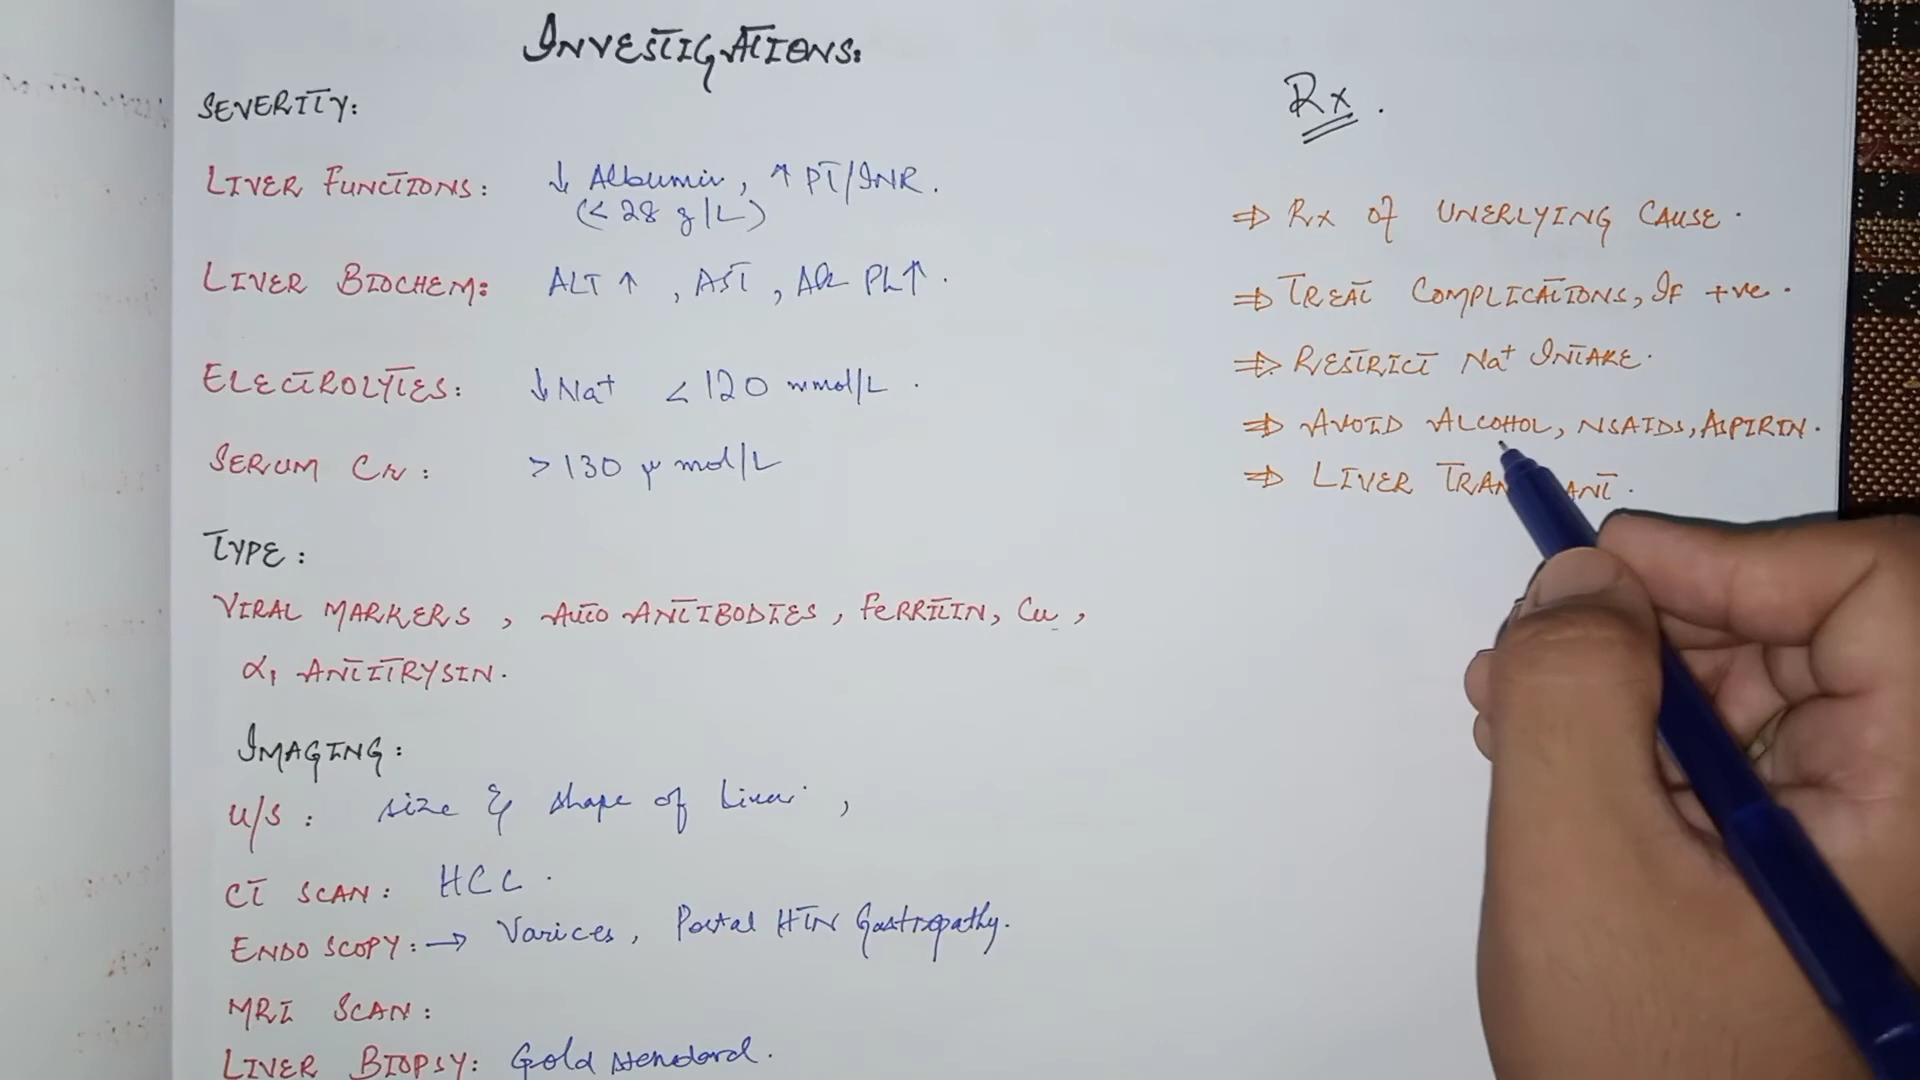 INVESTIGATIONS:
SEVERITY:
LIVER FUNCTIONS: ↓ Albumin, ↑ PT/INR.
(< 28 g/L)
LIVER BIOCHEM: ALT ↑, AST, Alk Ph ↑.
ELECTROLYTES: ↓ Na+ < 120 mmol/L.
SERUM Cr: > 130 μ mol/L
TYPE:
VIRAL MARKERS, AUTO ANTIBODIES, FERRITIN, Cu,
α1 ANTITRYSIN.
IMAGING:
U/S: size & shape of Liver,
CT SCAN: HCC.
ENDOSCOPY: → Varices, Portal HTN Gastropathy.
MRI SCAN:
LIVER BIOPSY: Gold standard.
Rx.
⇒ Rx of UNERLYING CAUSE.
⇒ TREAT COMPLICATIONS, IF +ve.
⇒ RESTRICT Na+ INTAKE.
⇒ AVOID ALCOHOL, NSAIDS, ASPIRIN.
⇒ LIVER